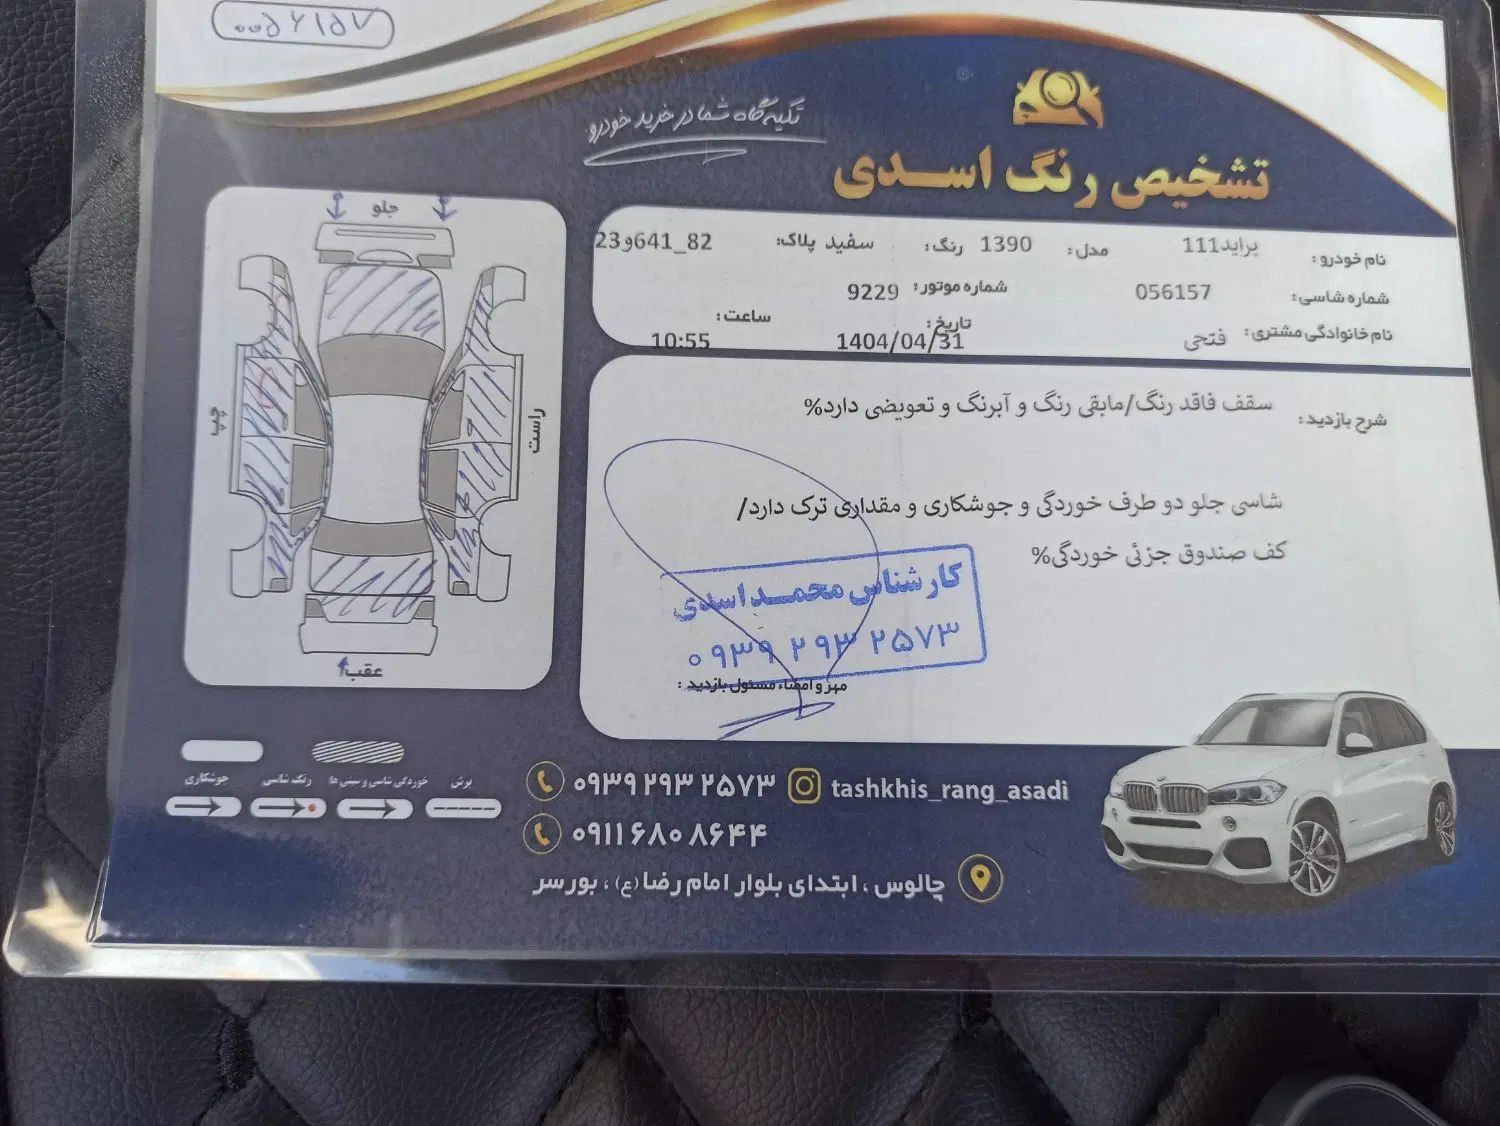 ۰۰۵۶۱۵۷
تکیه‌گاه شما در خرید خودرو
تشخیص رنگ اسدی
نام خودرو: پراید111 مدل: 1390 رنگ: سفید پلاک: 82_641و23
شماره شاسی: 056157 شماره موتور: 9229
نام خانوادگی مشتری: فتحی تاریخ: 1404/04/31 ساعت: 10:55
شرح بازدید: سقف فاقد رنگ/مابقی رنگ و آبرنگ و تعویضی دارد%
شاسی جلو دو طرف خوردگی و جوشکاری و مقداری ترک دارد/
کف صندوق جزئی خوردگی%
کارشناس محمد اسدی
۰۹۳۹ ۲۹۳ ۲۵۷۳
مهر و امضاء مسئول بازدید :
جلو
راست
چپ
عقب
برش
خوردگی شاسی و سینی ها
رنگ شاسی
جوشکاری
۰۹۳۹ ۲۹۳ ۲۵۷۳
tashkhis_rang_asadi
۰۹۱۱ ۶۸۰ ۸۶۴۴
چالوس ، ابتدای بلوار امام رضا (ع) ، بورسر